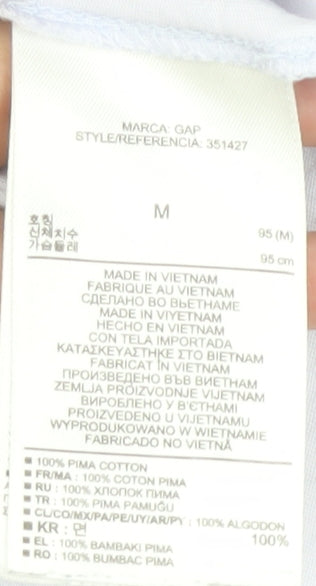 MARCA: GAP
STYLE/REFERENCIA: 351427
M
호칭
신체치수 95 (M)
가슴둘레 95 cm
MADE IN VIETNAM
FABRIQUE AU VIETNAM
СДЕЛАНО ВО ВЬЕТНАМЕ
MADE IN VIYETNAM
HECHO EN VIETNAM
CON TELA IMPORTADA
ΚΑΤΑΣΚΕΥΑΣΤΗΚΕ ΣΤΟ ΒΙΕΤΝΑΜ
FABRICAT IN VIETNAM
ПРОИЗВЕДЕНО ВЪВ ВИЕТНАМ
ZEMLJA PROIZVODNJE VIJETNAM
ВИРОБЛЕНО У В'ЄТНАМІ
PROIZVEDENO U VIJETNAMU
WYPRODUKOWANO W WIETNAMIE
FABRICADO NO VIETNÃ
■ 100% PIMA COTTON
■ FR/MA : 100% COTON PIMA
■ RU : 100% ХЛОПОК ПИМА
■ TR : 100% PIMA PAMUĞU
■ CL/CO/MX/PA/PE/UY/AR/PY : 100% ALGODON
■ KR : 면 100%
■ EL : 100% ΒΑΜΒΑΚΙ ΡΙΜΑ
■ RO : 100% BUMBAC PIMA